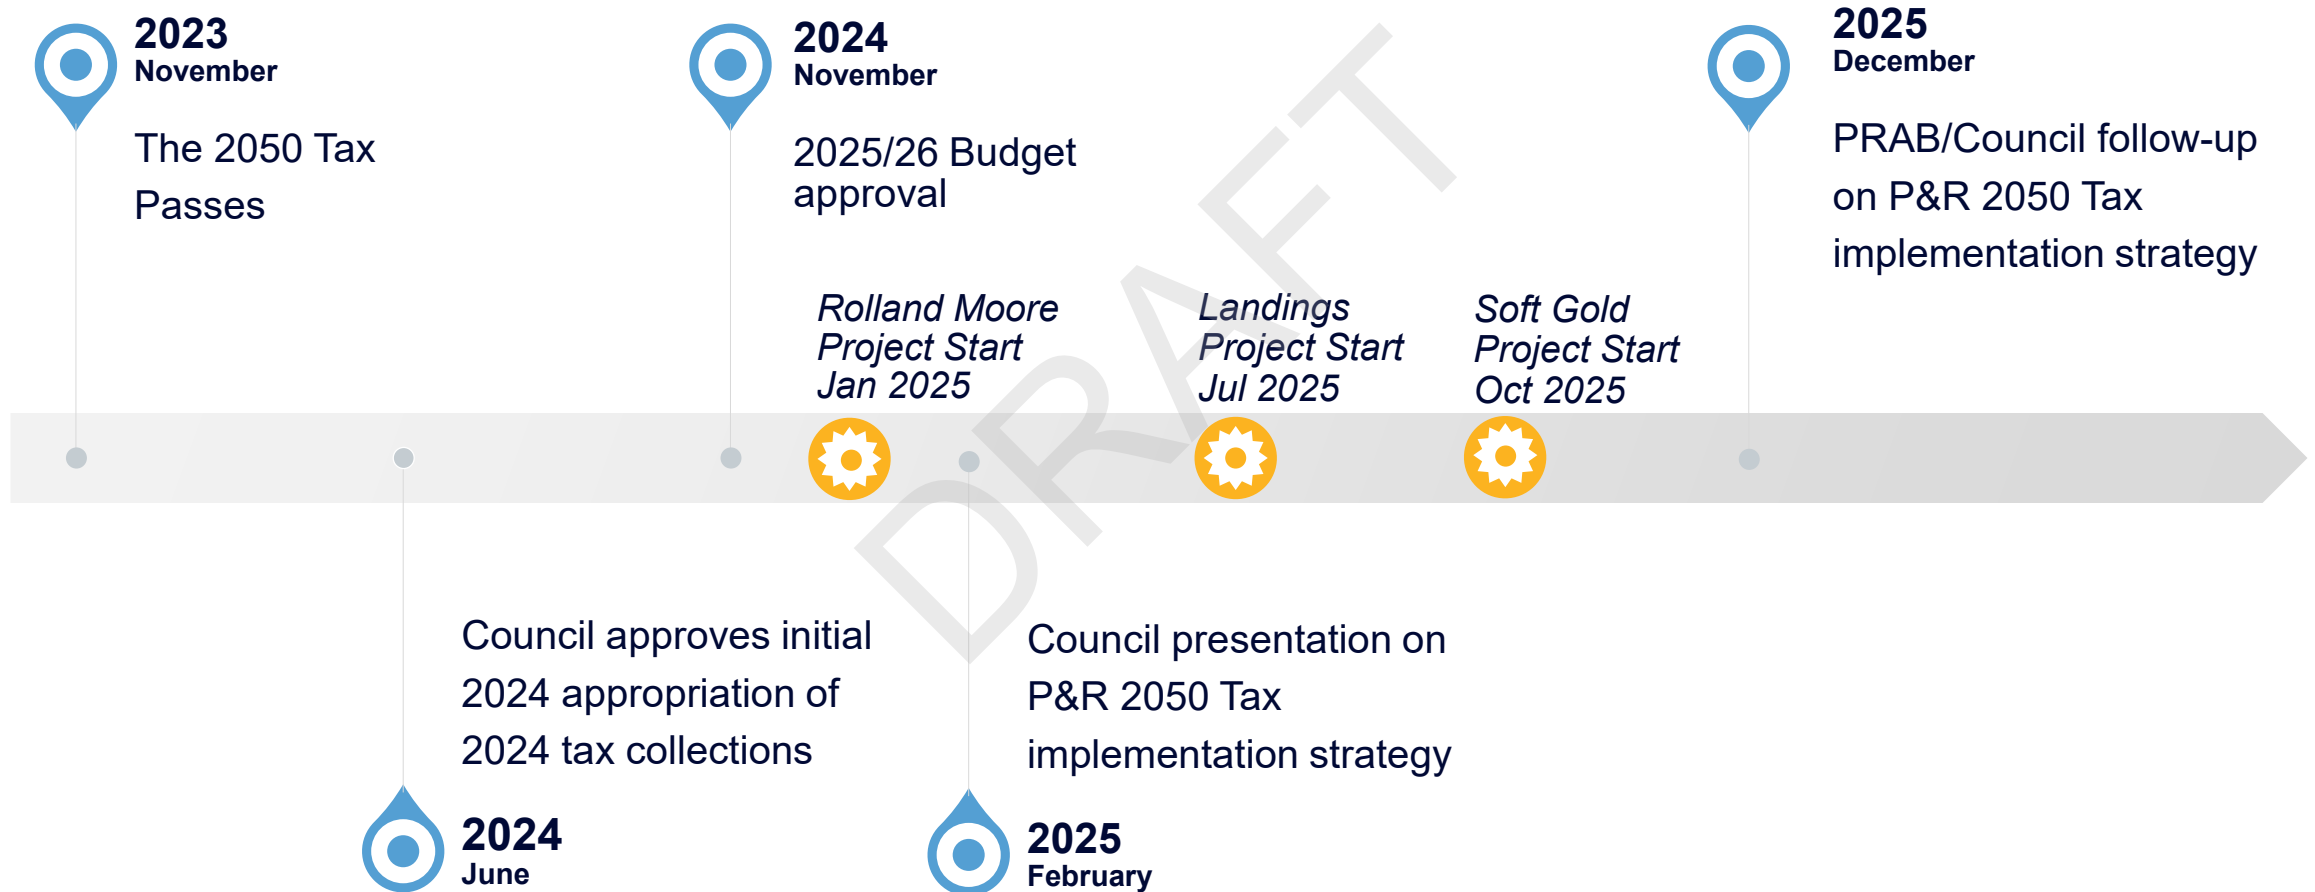 2023
November
The 2050 Tax
Passes
2024
November
2025/26 Budget
approval
2025
December
PRAB/Council follow-up
on P&R 2050 Tax
implementation strategy
Rolland Moore
Project Start
Jan 2025
Landings
Project Start
Jul 2025
Soft Gold
Project Start
Oct 2025
DRAFT
Council approves initial
2024 appropriation of
2024 tax collections
2024
June
Council presentation on
P&R 2050 Tax
implementation strategy
2025
February